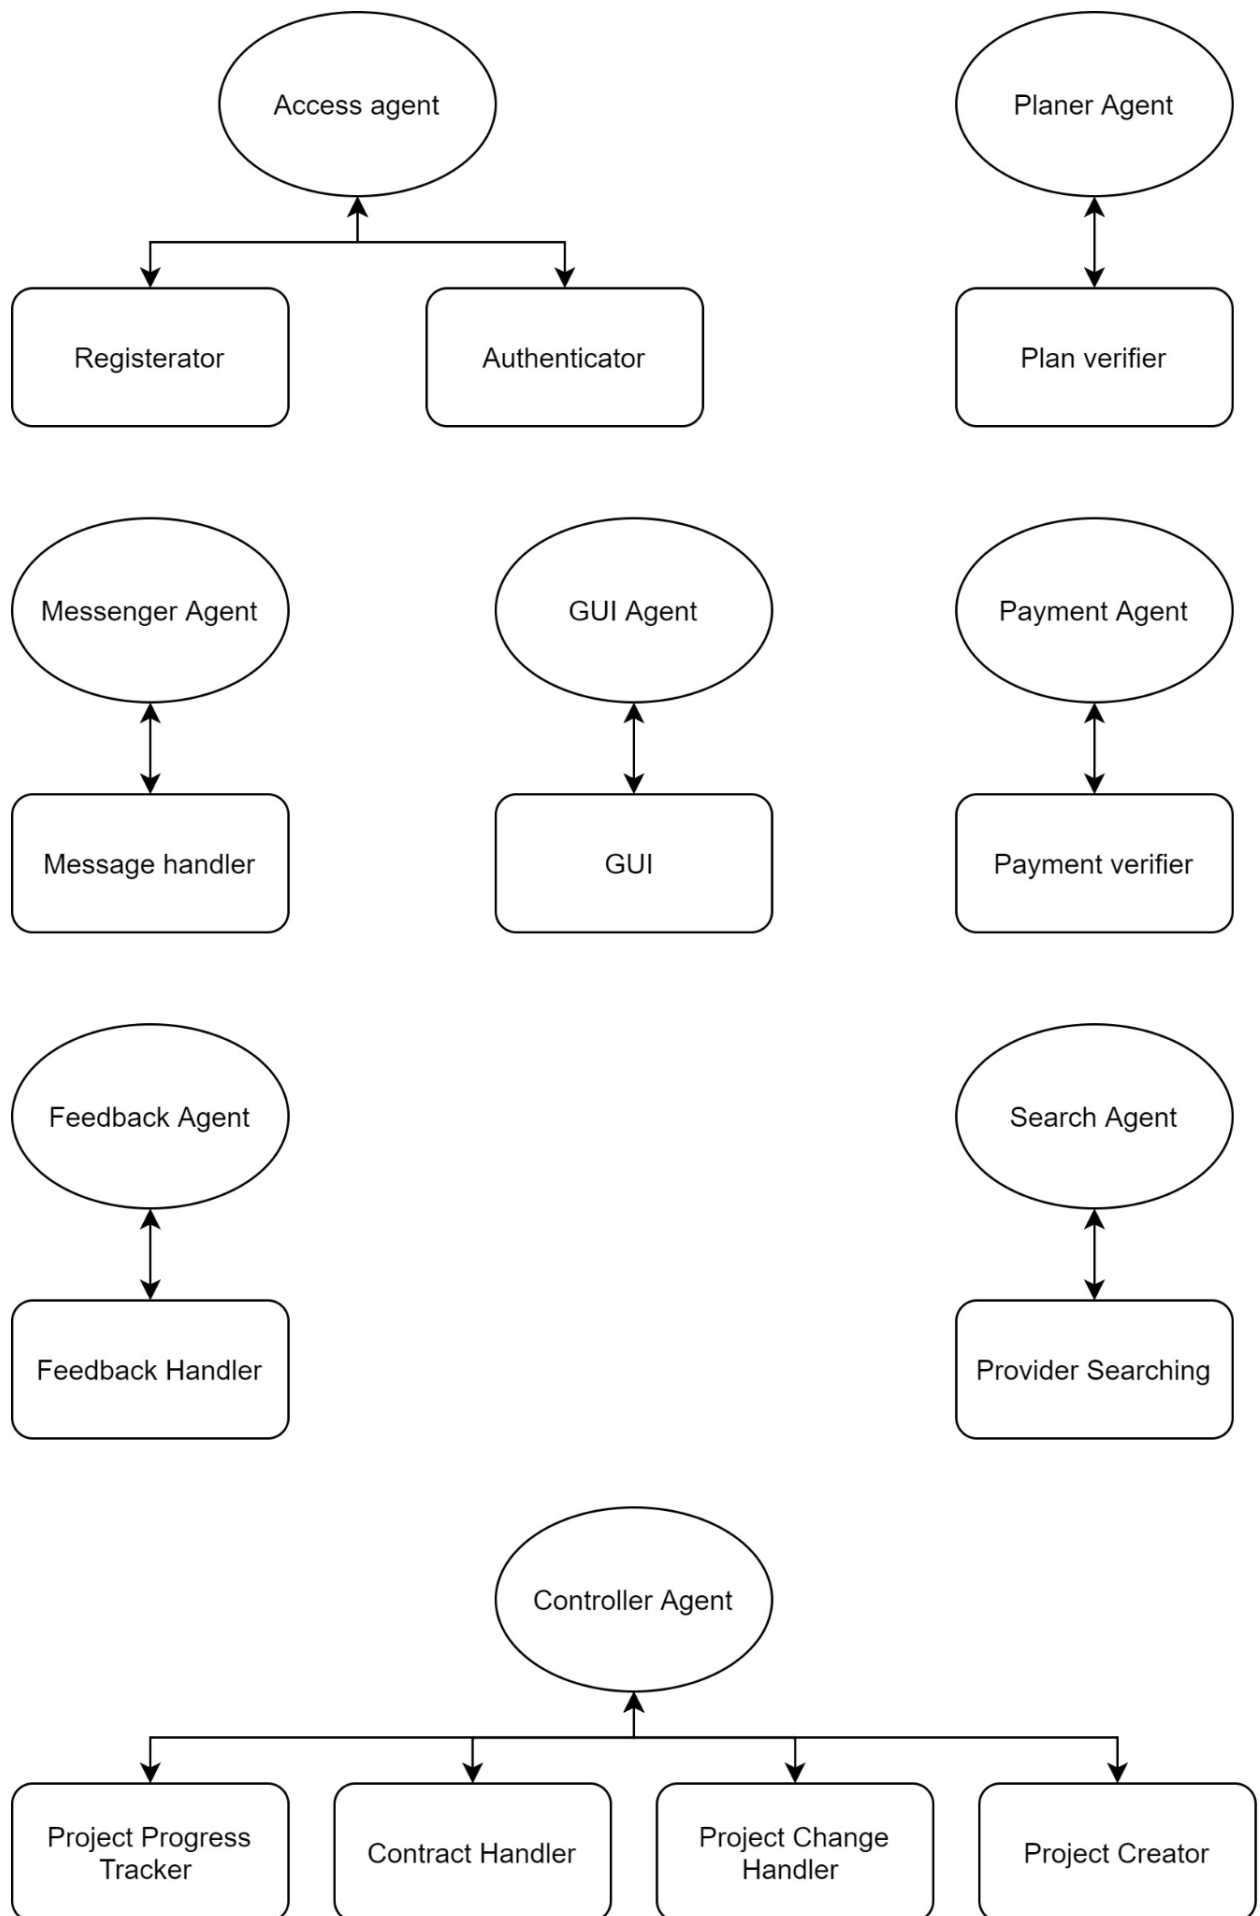 Access agent
Planer Agent
Registerator
Authenticator
Plan verifier
Messenger Agent
GUI Agent
Payment Agent
Message handler
GUI
Payment verifier
Feedback Agent
Search Agent
Feedback Handler
Provider Searching
Controller Agent
Project Progress
Tracker
Contract Handler
Project Change
Handler
Project Creator